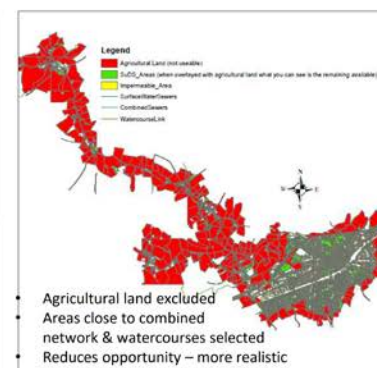 Legend
Agricultural Land (not useable)
SuDS_Areas (when overlayed with agricultural land what you can see is the remaining available)
Impermeable_Area
SurfaceWaterSewers
CombinedSewers
WatercourseLink
N
W E
S
• Agricultural land excluded
• Areas close to combined
network & watercourses selected
• Reduces opportunity – more realistic